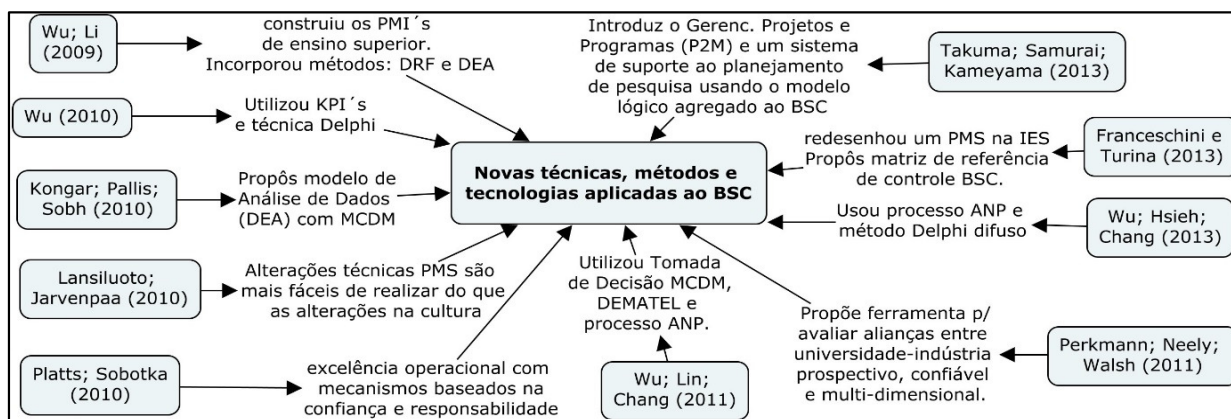 Wu; Li
(2009)
construiu os PMI´s
de ensino superior.
Incorporou métodos: DRF e DEA
Introduz o Gerenc. Projetos e
Programas (P2M) e um sistema
de suporte ao planejamento
de pesquisa usando o modelo
lógico agregado ao BSC
Takuma; Samurai;
Kameyama (2013)
Wu (2010)
Utilizou KPI´s
e técnica Delphi
redesenhou um PMS na IES
Propôs matriz de referência
de controle BSC.
Franceschini e
Turina (2013)
Novas técnicas, métodos e
tecnologias aplicadas ao BSC
Kongar; Pallis;
Sobh (2010)
Propôs modelo de
Análise de Dados
(DEA) com MCDM
Usou processo ANP e
método Delphi difuso
Wu; Hsieh;
Chang (2013)
Lansiluoto;
Jarvenpaa (2010)
Alterações técnicas PMS são
mais fáceis de realizar do que
as alterações na cultura
Utilizou Tomada
de Decisão MCDM,
DEMATEL e
processo ANP.
Wu; Lin;
Chang (2011)
Propõe ferramenta p/
avaliar alianças entre
universidade-indústria
prospectivo, confiável
e multi-dimensional.
Perkmann; Neely;
Walsh (2011)
Platts; Sobotka
(2010)
excelência operacional com
mecanismos baseados na
confiança e responsabilidade